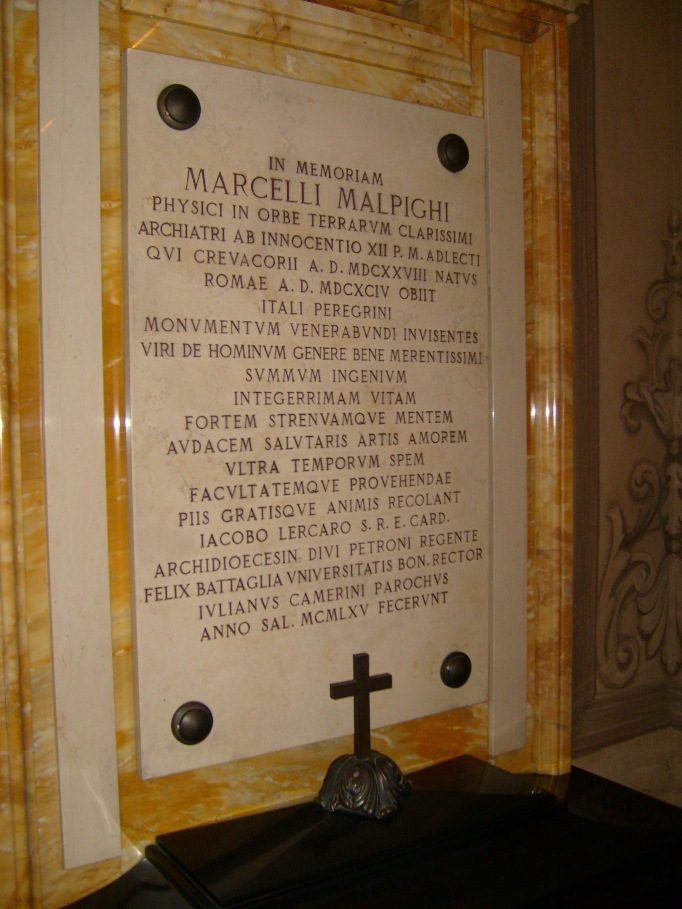 IN MEMORIAM
MARCELLI MALPIGHI
PHYSICI IN ORBE TERRARVM CLARISSIMI
ARCHIATRI AB INNOCENTIO XII P. M. ADLECTI
QVI CREVACORII A. D. MDCXXVIII NATVS
ROMAE A. D. MDCXCIV OBIIT
ITALI PEREGRINI
MONVMENTVM VENERABVNDI INVISENTES
VIRI DE HOMINVM GENERE BENE MERENTISSIMI
SVMMVM INGENIVM
INTEGERRIMAM VITAM
FORTEM STRENVAMQVE MENTEM
AVDACEM SALVTARIS ARTIS AMOREM
VLTRA TEMPORVM SPEM
FACVLTATEMQVE PROVEHENDAE
PIIS GRATISQVE ANIMIS RECOLANT
IACOBO LERCARO S. R. E. CARD.
ARCHIDIOECESIN DIVI PETRONI REGENTE
FELIX BATTAGLIA VNIVERSITATIS BON. RECTOR
IVLIANVS CAMERINI PAROCHVS
ANNO SAL. MCMLXV FECERVNT